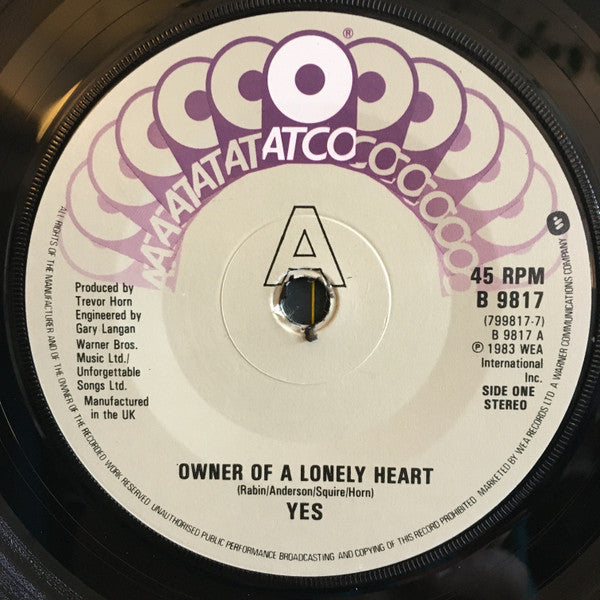 ATCO
A
Produced by
Trevor Horn
Engineered by
Gary Langan
Warner Bros.
Music Ltd./
Unforgettable
Songs Ltd.
Manufactured
in the UK
45 RPM
B 9817
(799817-7)
B 9817 A
℗ 1983 WEA
International
Inc.
SIDE ONE
STEREO
OWNER OF A LONELY HEART
(Rabin/Anderson/Squire/Horn)
YES
ALL RIGHTS OF THE MANUFACTURER AND OF THE OWNER OF THE RECORDED WORK RESERVED. UNAUTHORISED PUBLIC PERFORMANCE BROADCASTING AND COPYING OF THIS RECORD PROHIBITED. MARKETED BY WEA RECORDS LTD. A WARNER COMMUNICATIONS COMPANY